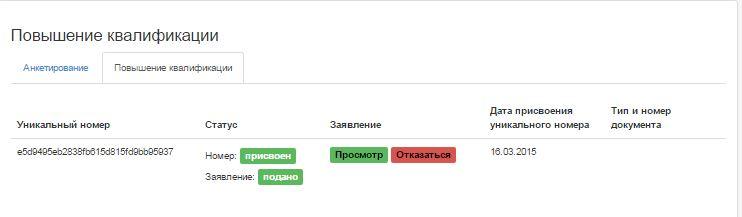 Повышение квалификации
Анкетирование Повышение квалификации
Уникальный номер Статус Заявление Дата присвоения уникального номера Тип и номер документа
e5d9495eb2838fb615d815fd9bb95937 Номер: присвоен Просмотр Отказаться 16.03.2015
Заявление: подано